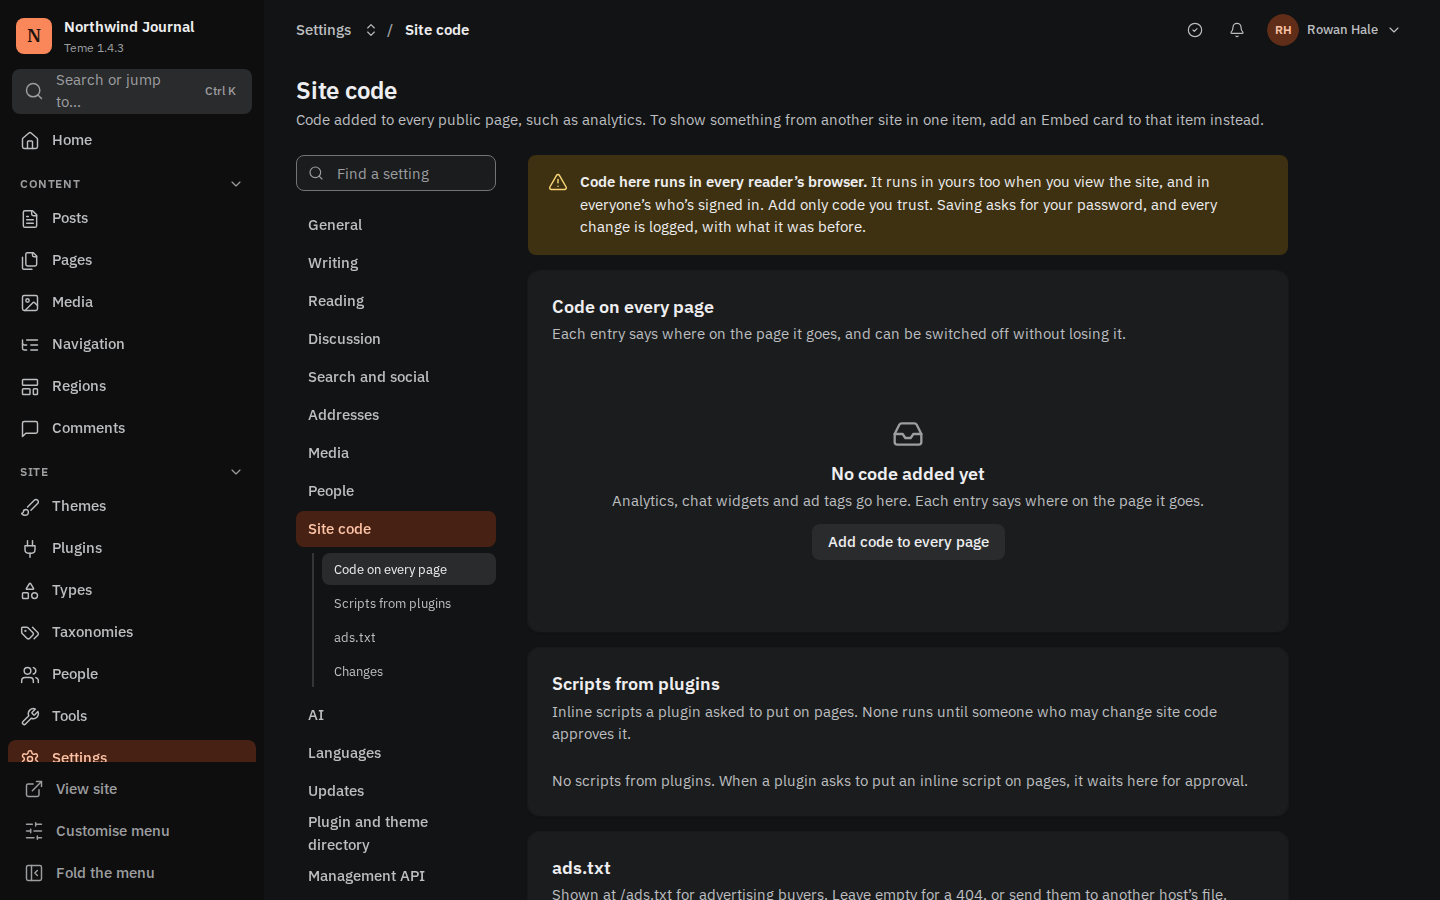 N
Northwind Journal
Teme 1.4.3
Search or jump
to...
Ctrl K
Home
CONTENT
Posts
Pages
Media
Navigation
Regions
Comments
SITE
Themes
Plugins
Types
Taxonomies
People
Tools
Settings
View site
Customise menu
Fold the menu
Settings / Site code
RH
Rowan Hale
Site code
Code added to every public page, such as analytics. To show something from another site in one item, add an Embed card to that item instead.
Find a setting
General
Writing
Reading
Discussion
Search and social
Addresses
Media
People
Site code
Code on every page
Scripts from plugins
ads.txt
Changes
AI
Languages
Updates
Plugin and theme
directory
Management API
Code here runs in every reader’s browser. It runs in yours too when you view the site, and in
everyone’s who’s signed in. Add only code you trust. Saving asks for your password, and every
change is logged, with what it was before.
Code on every page
Each entry says where on the page it goes, and can be switched off without losing it.
No code added yet
Analytics, chat widgets and ad tags go here. Each entry says where on the page it goes.
Add code to every page
Scripts from plugins
Inline scripts a plugin asked to put on pages. None runs until someone who may change site code
approves it.
No scripts from plugins. When a plugin asks to put an inline script on pages, it waits here for approval.
ads.txt
Shown at /ads.txt for advertising buyers. Leave empty for a 404, or send them to another host’s file.